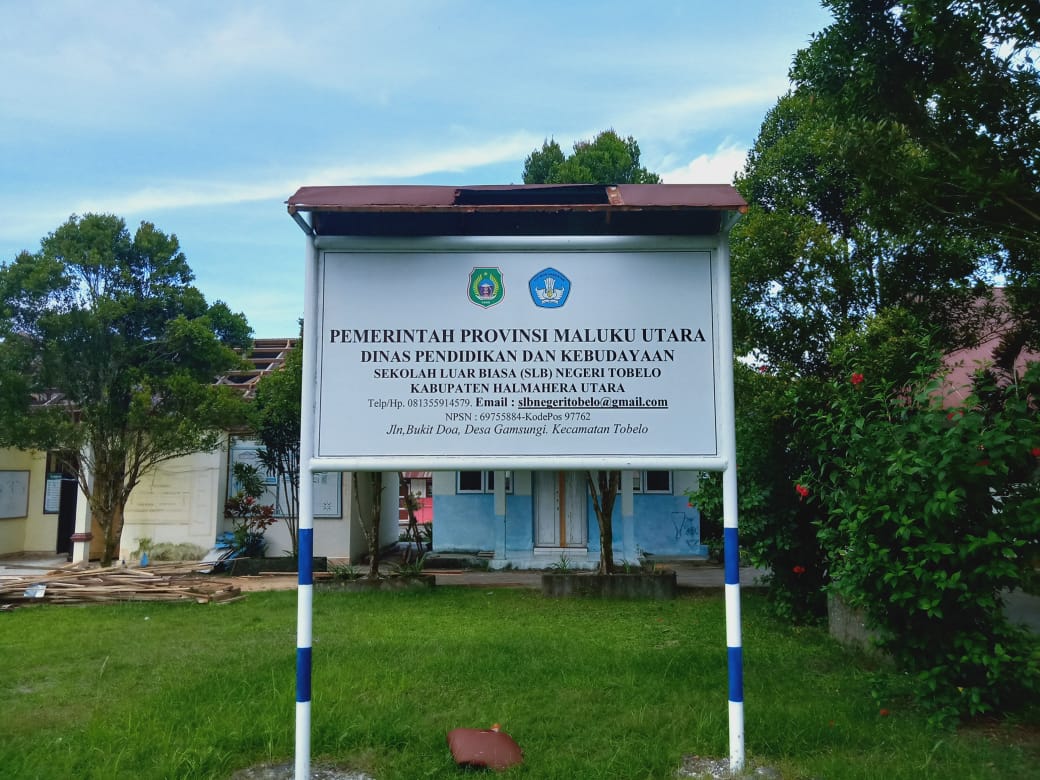 PEMERINTAH PROVINSI MALUKU UTARA
DINAS PENDIDIKAN DAN KEBUDAYAAN
SEKOLAH LUAR BIASA (SLB) NEGERI TOBELO
KABUPATEN HALMAHERA UTARA
Telp/Hp. 081355914579. Email : slbnegeritobelo@gmail.com
NPSN : 69755884-KodePos 97762
Jln,Bukit Doa, Desa Gamsungi. Kecamatan Tobelo